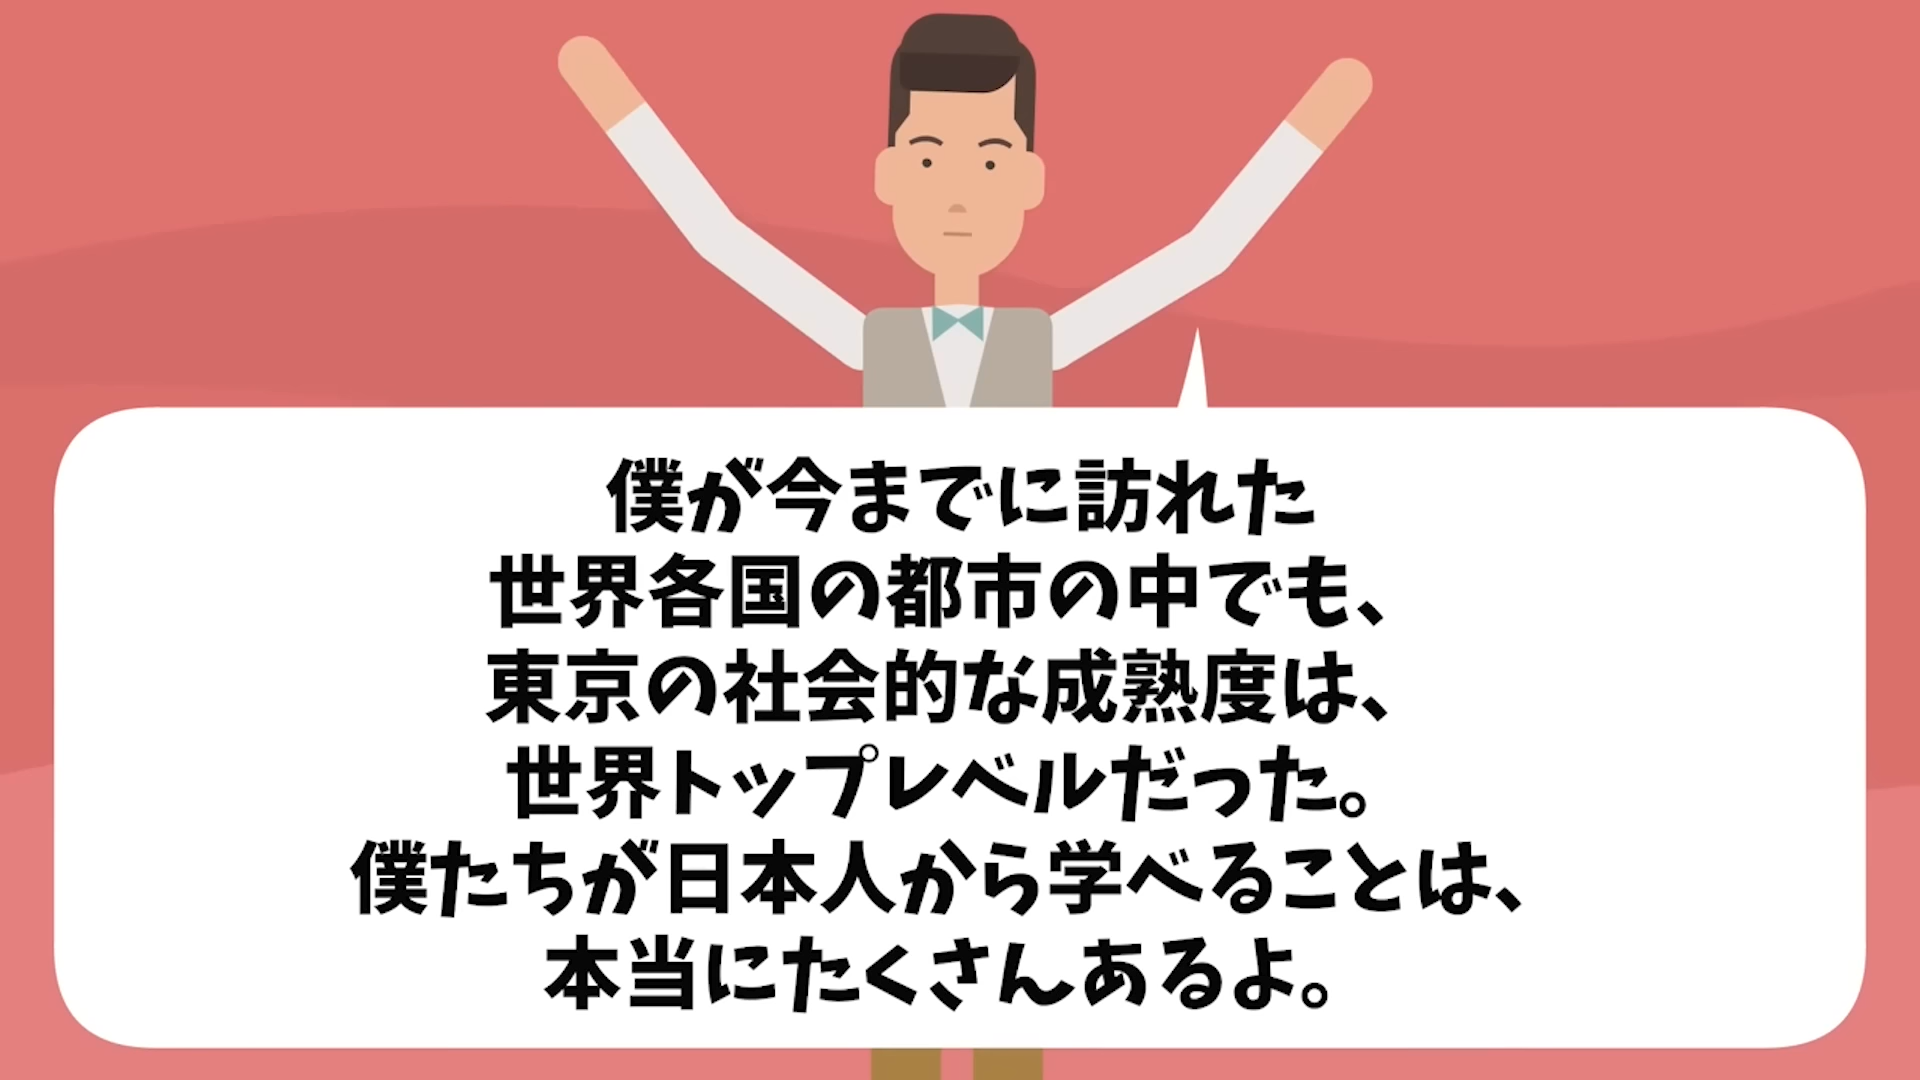 僕が今までに訪れた
世界各国の都市の中でも、
東京の社会的な成熟度は、
世界トップレベルだった。
僕たちが日本人から学べることは、
本当にたくさんあるよ。